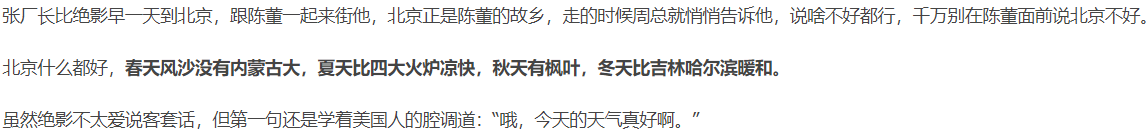 张厂长比绝影早一天到北京，跟陈董一起来街他，北京正是陈董的故乡，走的时候周总就悄悄告诉他，说啥不好都行，千万别在陈董面前说北京不好。
北京什么都好，春天风沙没有内蒙古大，夏天比四大火炉凉快，秋天有枫叶，冬天比吉林哈尔滨暖和。
虽然绝影不太爱说客套话，但第一句还是学着美国人的腔调道：“哦，今天的天气真好啊。”